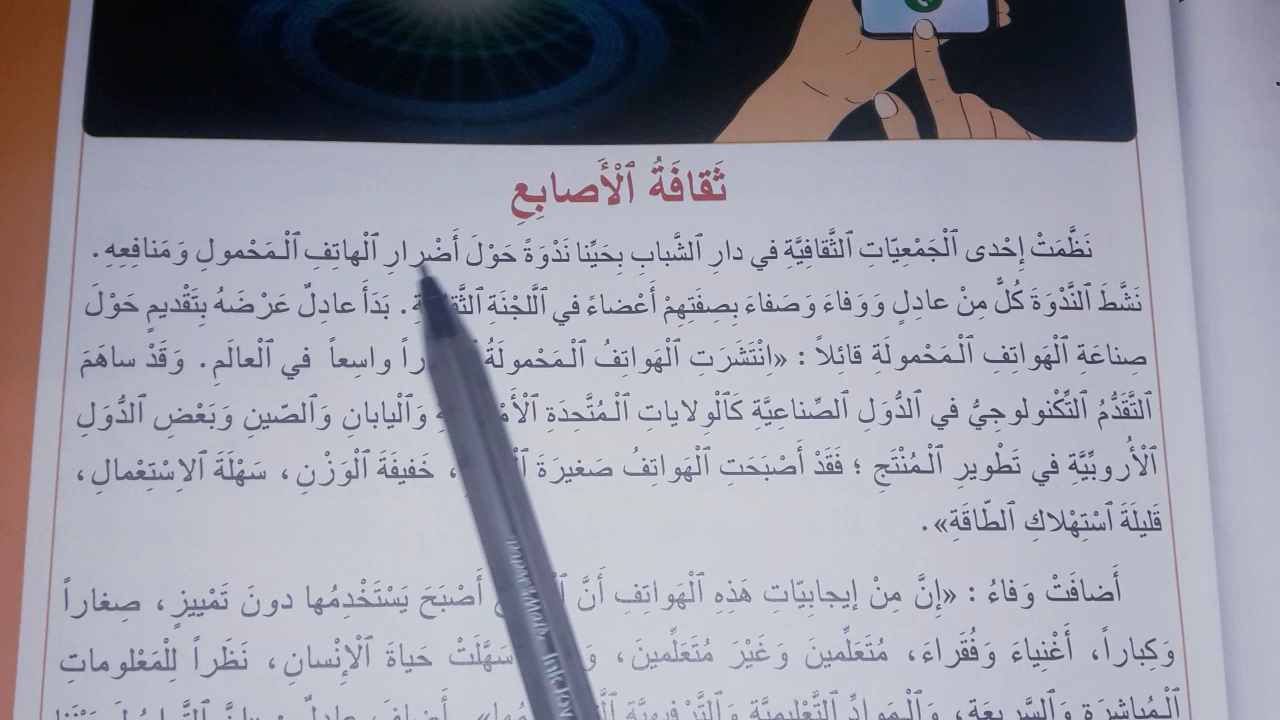 ثَقافَةُ ٱلْأَصابِعِ
نَظَّمَتْ إِحْدى ٱلْجَمْعِيّاتِ ٱلثَّقافِيَّةِ في دارِ ٱلشَّبابِ بِحَيِّنا نَدْوَةً حَوْلَ أَضْرارِ ٱلْهاتِفِ ٱلْمَحْمولِ وَمَنافِعِهِ.
نَشَّطَ ٱلنَّدْوَةَ كُلٌّ مِنْ عادِلٍ وَوَفاءَ وَصَفاءَ بِصِفَتِهِمْ أَعْضاءً في ٱللَّجْنَةِ. بَدَأَ عادِلٌ عَرْضَهُ بِتَقْديمٍ حَوْلَ
صِناعَةِ ٱلْهَواتِفِ ٱلْمَحْمولَةِ قائِلاً : «اِنْتَشَرَتِ ٱلْهَواتِفُ ٱلْمَحْمولَةُ واسِعاً في ٱلْعالَمِ. وَقَدْ ساهَمَ
ٱلتَّقَدُّمُ ٱلتِّكْنولوجِيُّ في ٱلدُّوَلِ ٱلصِّناعِيَّةِ كَٱلْوِلاياتِ ٱلْمُتَّحِدَةِ وَٱلْيابانِ وَٱلصّينِ وَبَعْضِ ٱلدُّوَلِ
ٱلْأُروبِّيَّةِ في تَطْويرِ ٱلْمُنْتَجِ ؛ فَقَدْ أَصْبَحَتِ ٱلْهَواتِفُ صَغيرَةَ ، خَفيفَةَ ٱلْوَزْنِ، سَهْلَةَ ٱلاِسْتِعْمالِ،
قَليلَةَ ٱسْتِهْلاكِ ٱلطّاقَةِ».
أَضافَتْ وَفاءُ : «إِنَّ مِنْ إيجابِيّاتِ هَذِهِ ٱلْهَواتِفِ أَنَّ أَصْبَحَ يَسْتَخْدِمُها دونَ تَمْييزٍ، صِغاراً
وَكِباراً، أَغْنِياءَ وَفُقَراءَ، مُتَعَلِّمينَ وَغَيْرَ مُتَعَلِّمينَ، سَهَّلَتْ حَياةَ ٱلْإِنْسانِ، نَظَراً لِلْمَعْلوماتِ
ٱلْمُباشِرَةِ وَٱلسَّريعَةِ، وَٱلْمَوادِّ ٱلتَّعْليمِيَّةِ وَٱلتَّرْفيهِيَّةِ
InkJoy